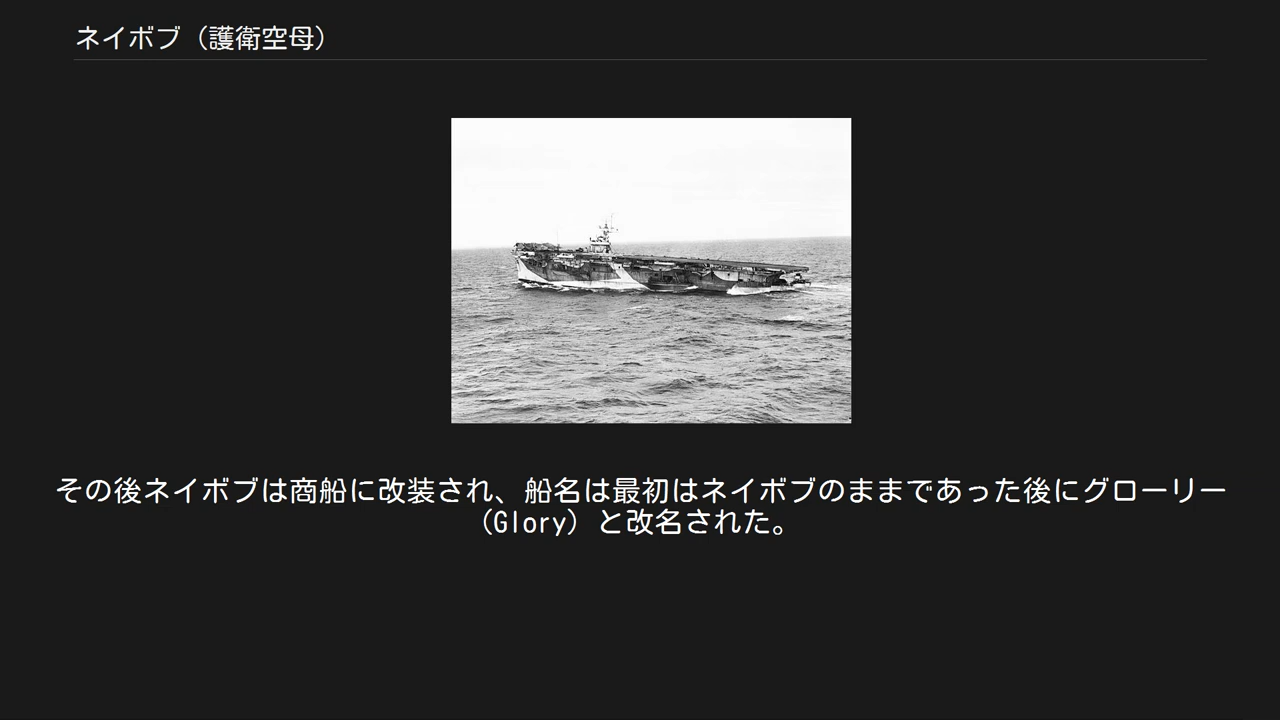 ネイボブ（護衛空母）
その後ネイボブは商船に改装され、船名は最初はネイボブのままであった後にグローリー
（Glory）と改名された。